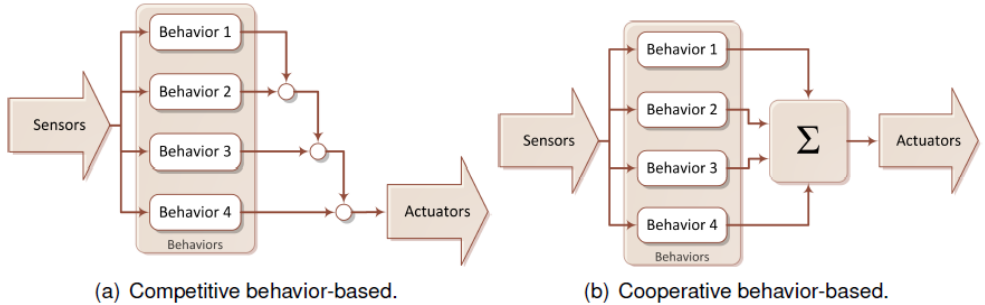 Sensors
Behavior 1
Behavior 2
Behavior 3
Behavior 4
Behaviors
Actuators
(a) Competitive behavior-based.
Sensors
Behavior 1
Behavior 2
Behavior 3
Behavior 4
Behaviors
Σ
Actuators
(b) Cooperative behavior-based.